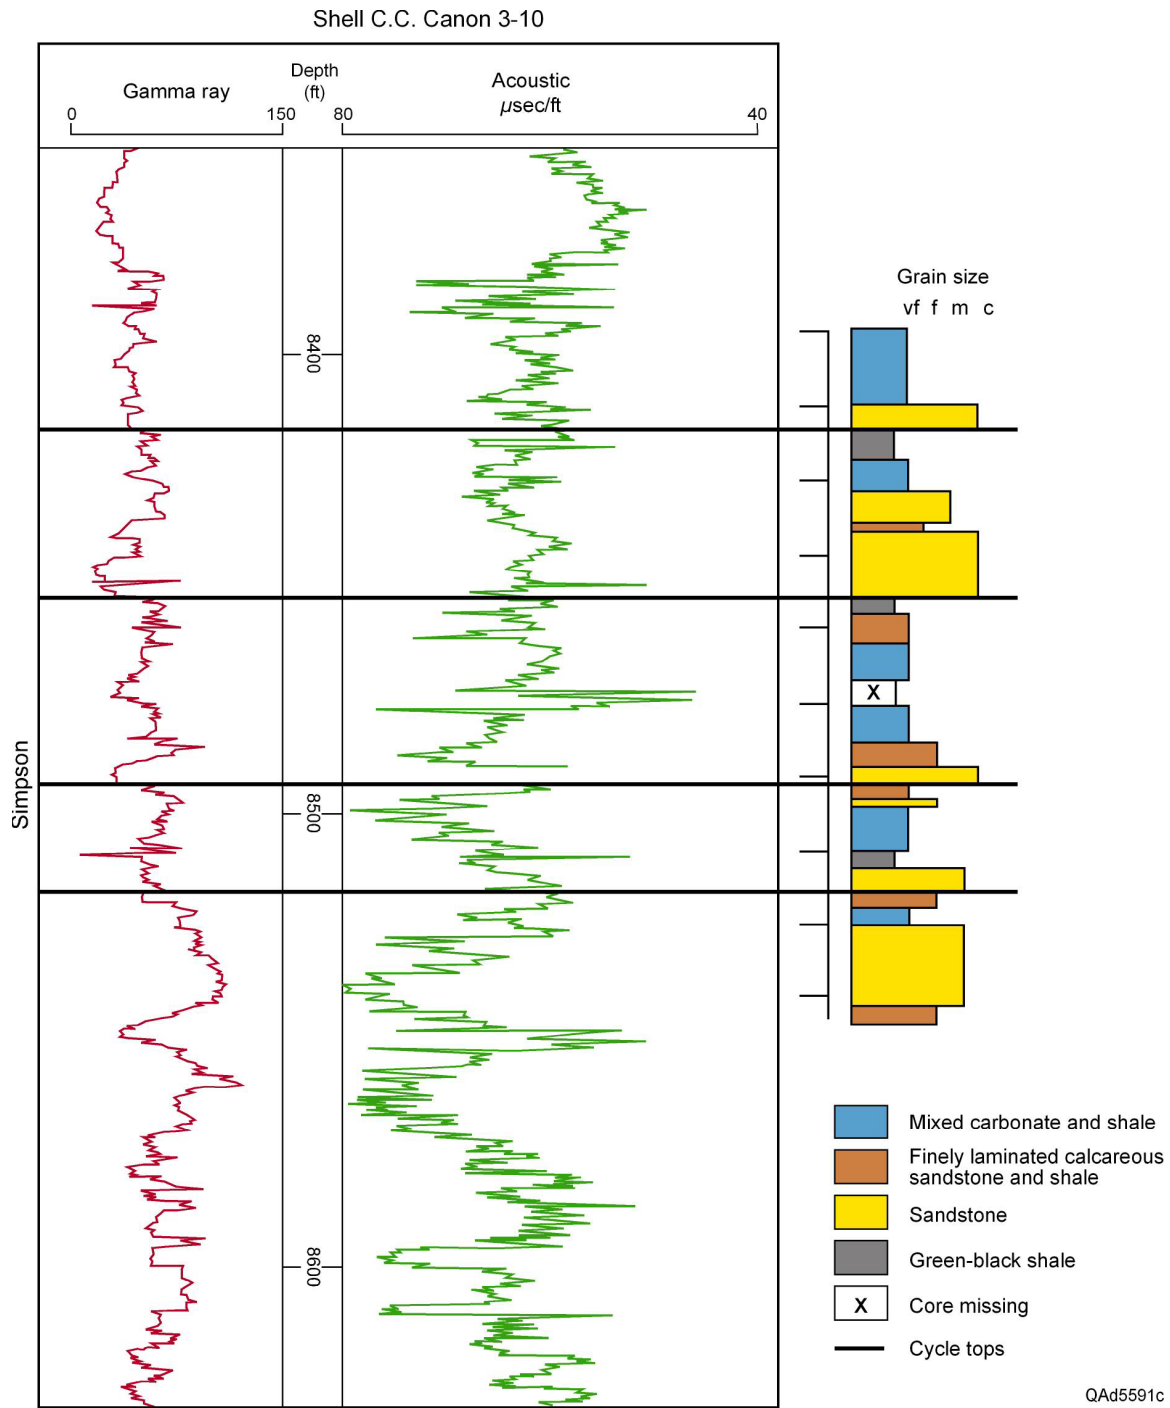 Shell C.C. Canon 3-10
Gamma ray
Depth
(ft)
Acoustic
µsec/ft
0
150
80
40
Grain size
vf f m c
8400
X
Simpson
8500
8600
Mixed carbonate and shale
Finely laminated calcareous
sandstone and shale
Sandstone
Green-black shale
X
Core missing
Cycle tops
QAd5591c